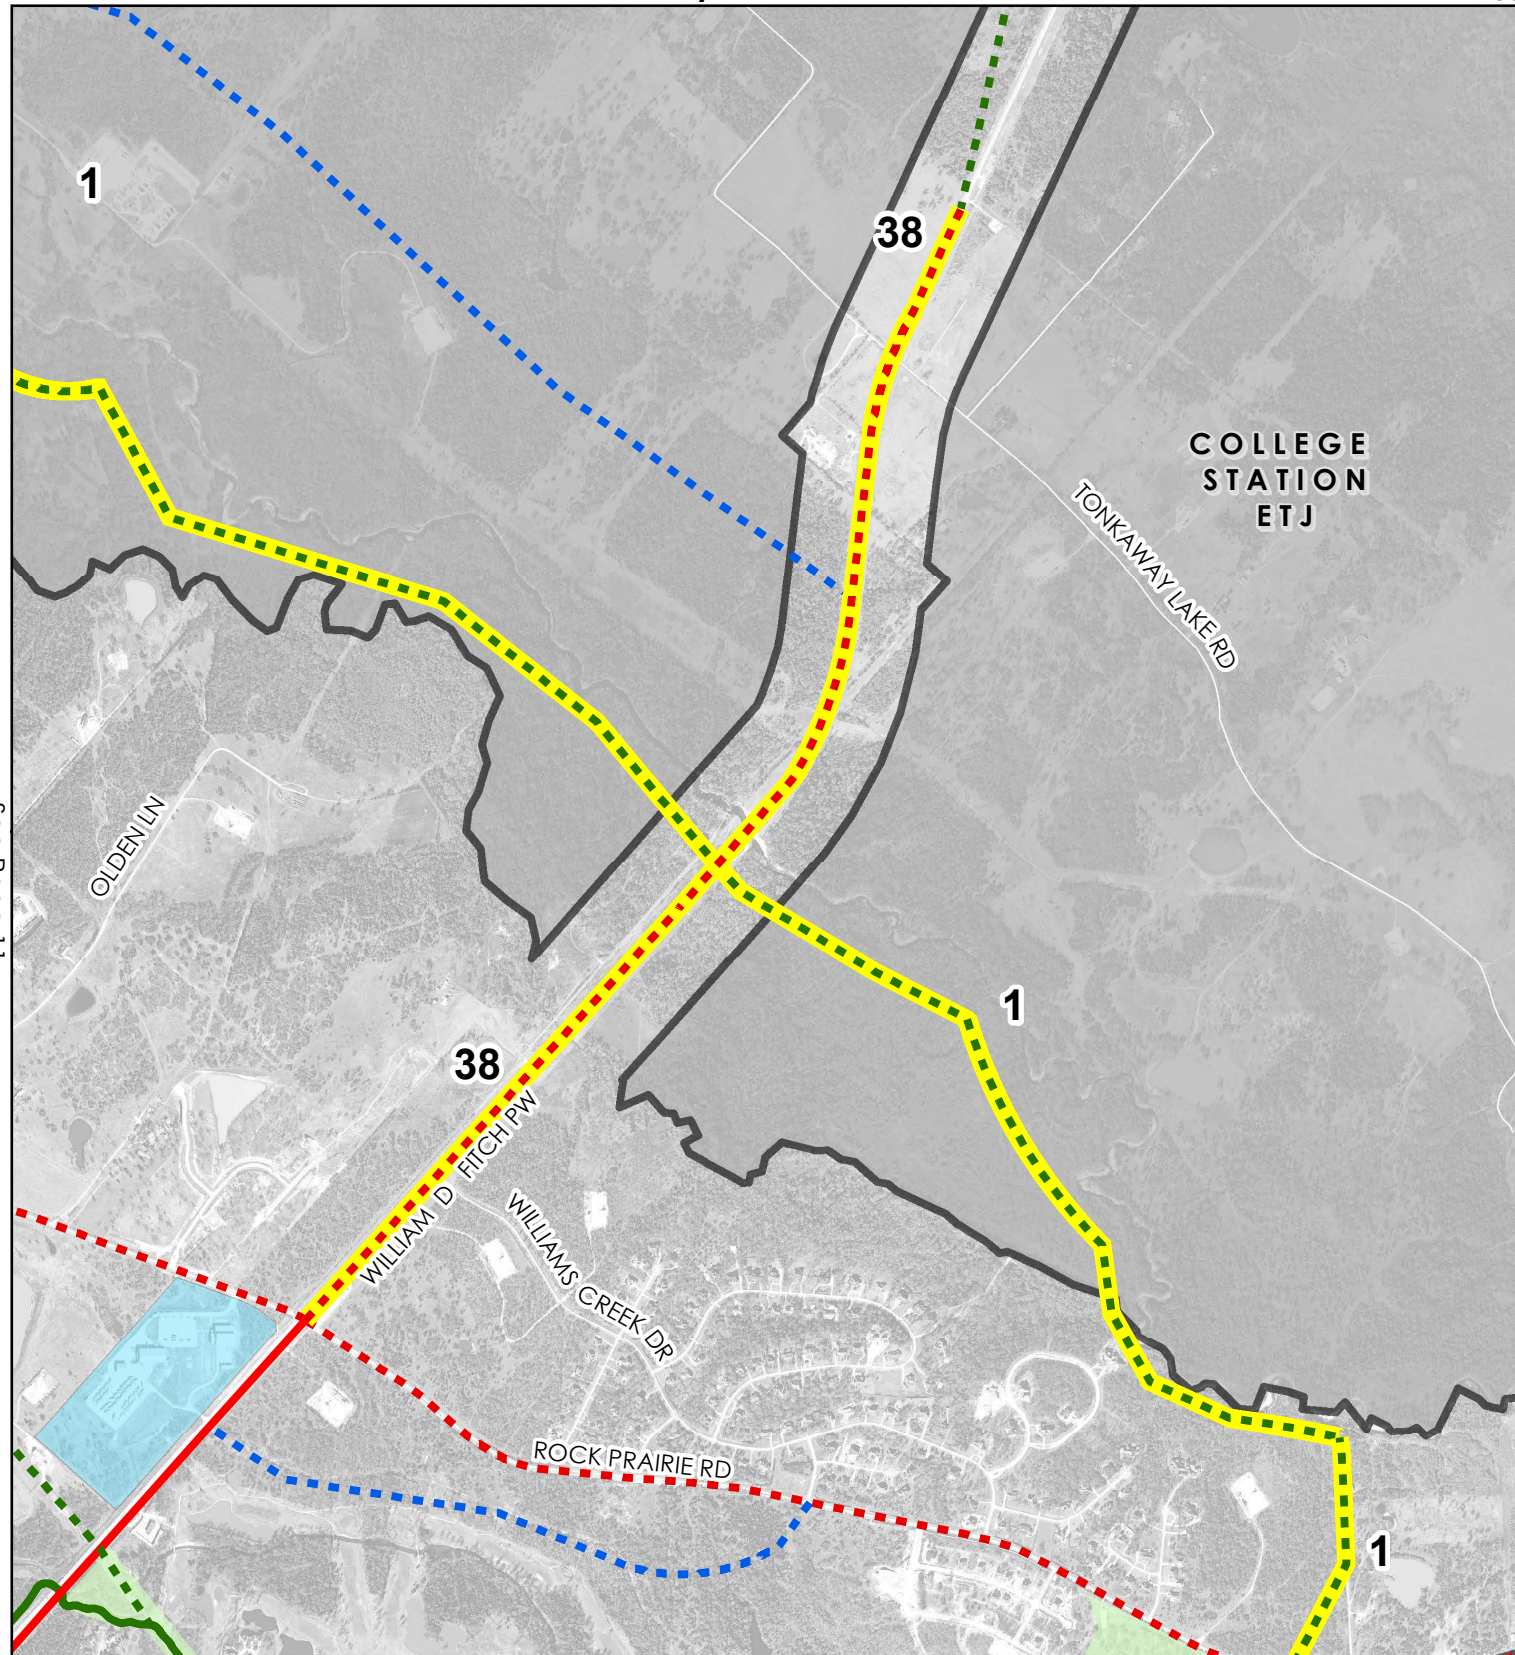 1
38
COLLEGE
STATION
ETJ
TONKAWAY LAKE RD
OLDEN LN
1
38
WILLIAM D FITCH PW
WILLIAMS CREEK DR
ROCK PRAIRIE RD
1